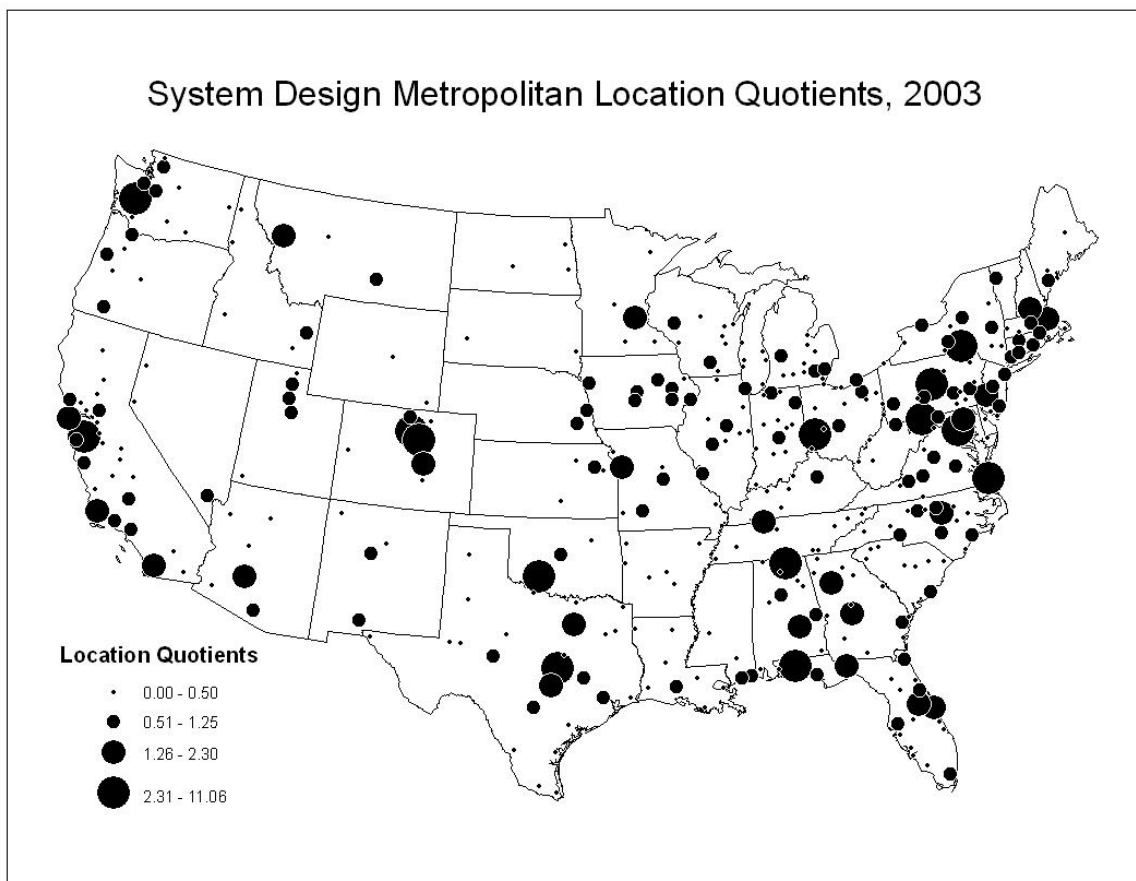 System Design Metropolitan Location Quotients, 2003
Location Quotients
0.00 - 0.50
0.51 - 1.25
1.26 - 2.30
2.31 - 11.06